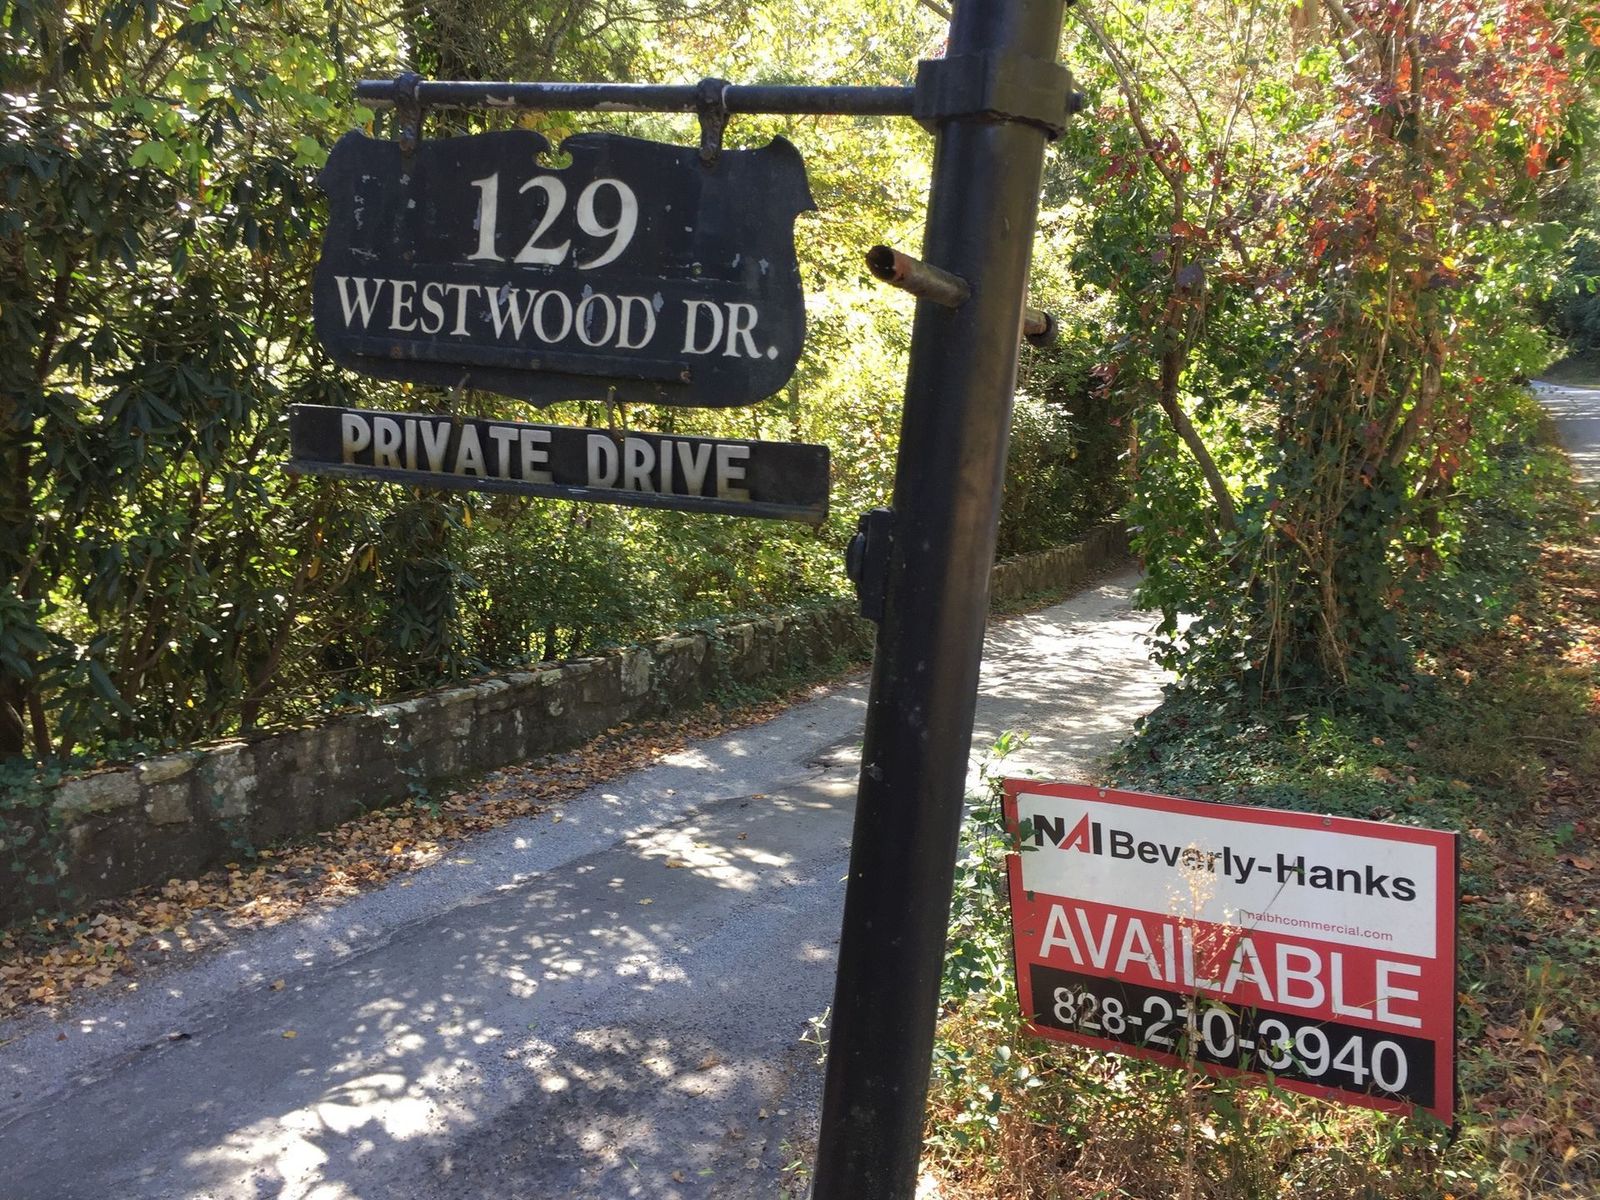 129
WESTWOOD DR.
PRIVATE DRIVE
NAI Beverly-Hanks
naibhcommercial.com
AVAILABLE
828-210-3940